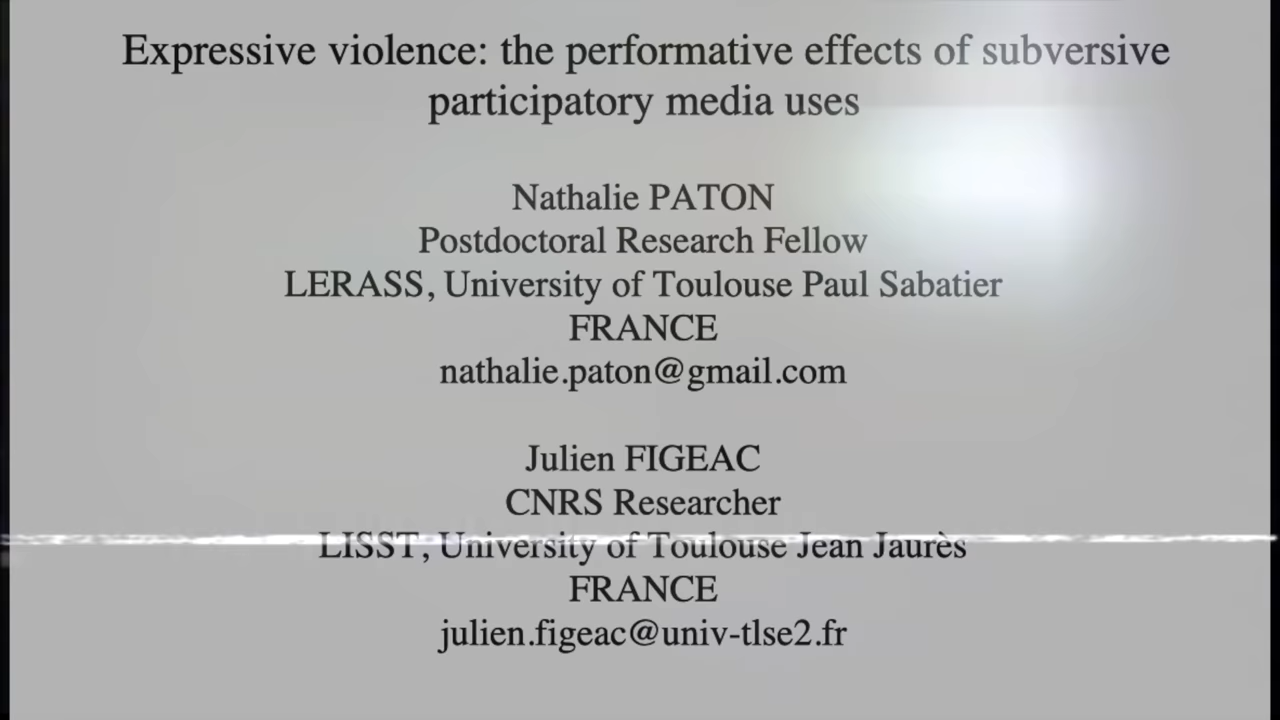 Expressive violence: the performative effects of subversive
participatory media uses
Nathalie PATON
Postdoctoral Research Fellow
LERASS, University of Toulouse Paul Sabatier
FRANCE
nathalie.paton@gmail.com
Julien FIGEAC
CNRS Researcher
LISST, University of Toulouse Jean Jaurès
FRANCE
julien.figeac@univ-tlse2.fr